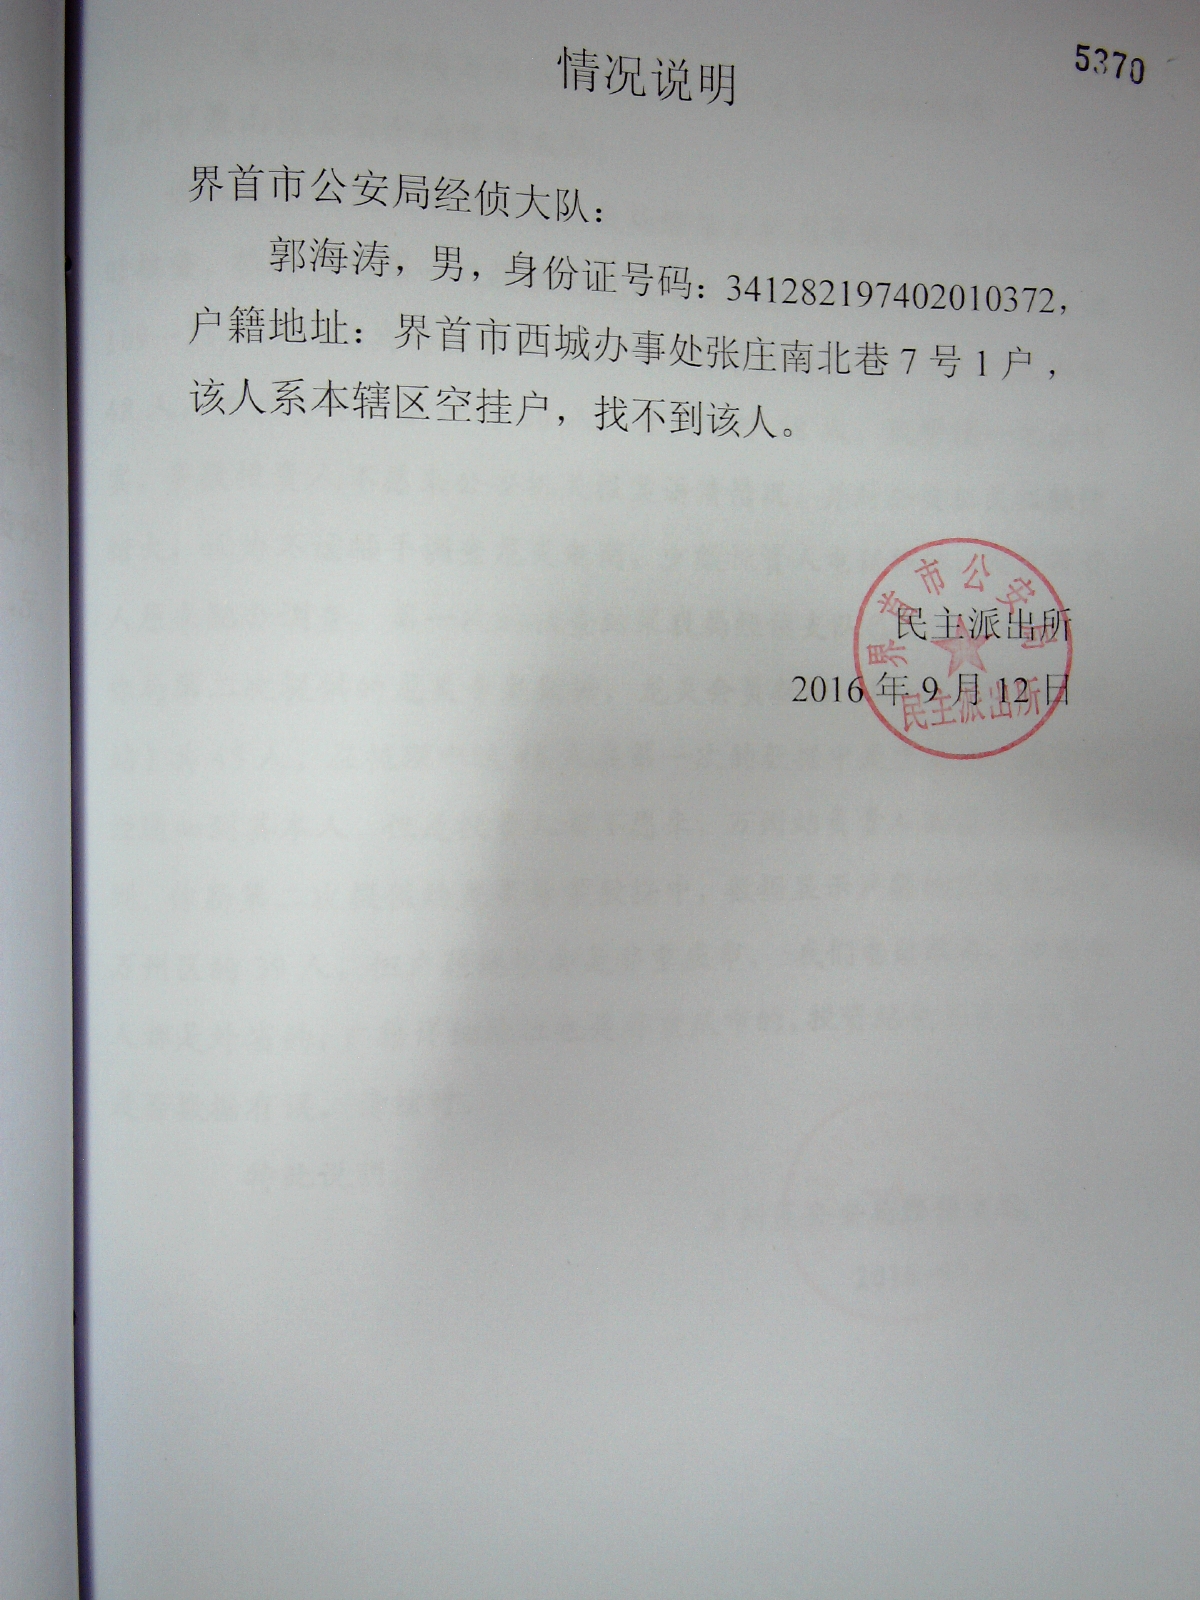 5370
情况说明
界首市公安局经侦大队：
郭海涛，男，身份证号码：341282197402010372，
户籍地址：界首市西城办事处张庄南北巷7号1户，
该人系本辖区空挂户，找不到该人。
民主派出所
2016年9月12日
界首市公安局
民主派出所